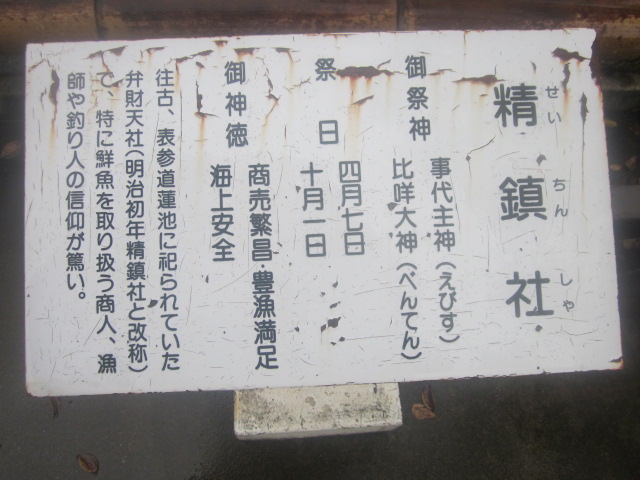 精鎮社
せいちんしゃ
御祭神
事代主神(えびす)
比咩大神(べんてん)
祭日
四月七日
十月一日
御神徳
商売繁昌・豊漁満足
海上安全
往古、表参道蓮池に祀られていた
弁財天社(明治初年精鎮社と改称)
で、特に鮮魚を取り扱う商人、漁
師や釣り人の信仰が篤い。